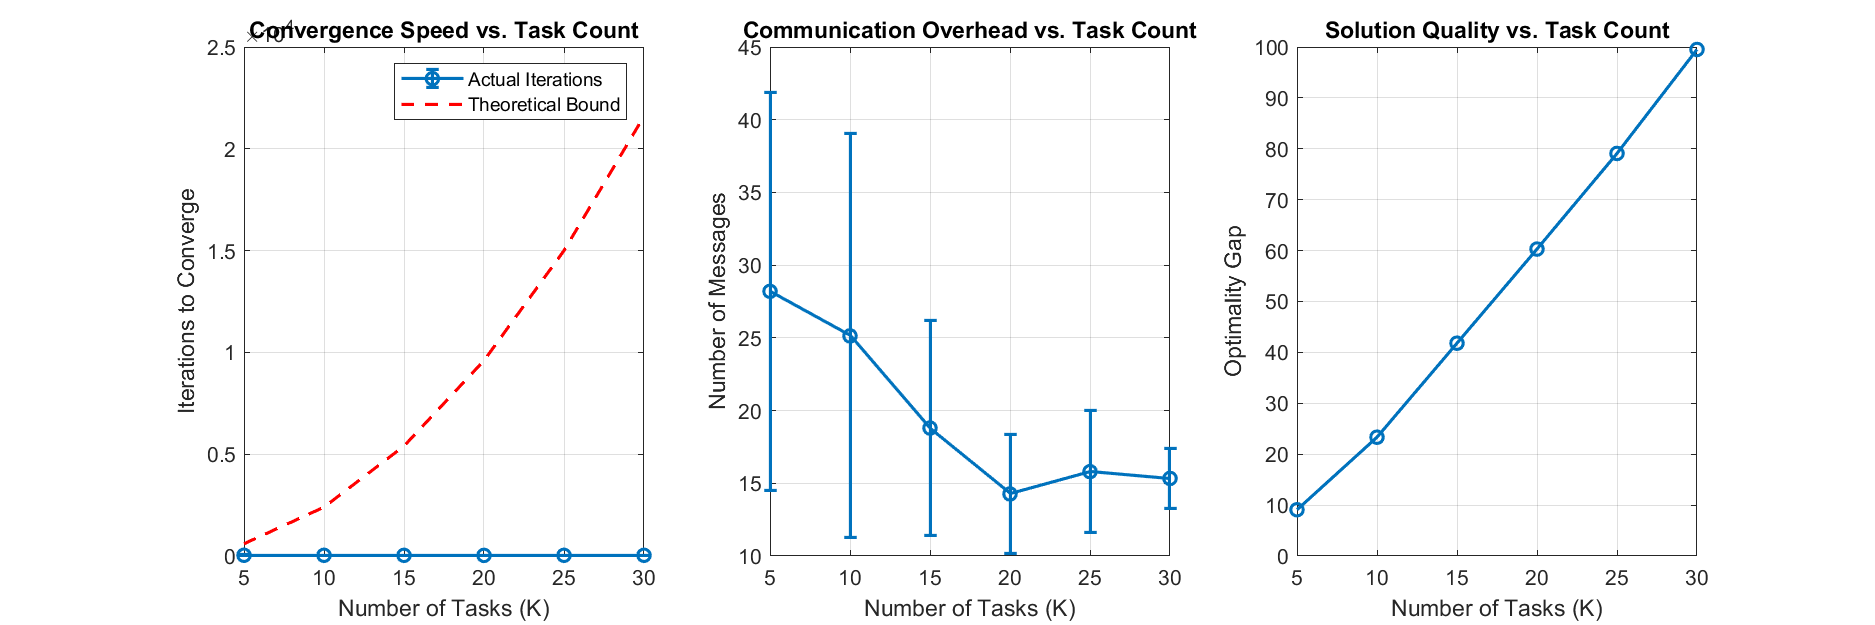 Convergence Speed vs. Task Count
×10^4
2.5
2
1.5
1
0.5
0
5 10 15 20 25 30
Iterations to Converge
Number of Tasks (K)
Actual Iterations
Theoretical Bound
Communication Overhead vs. Task Count
45
40
35
30
25
20
15
10
5 10 15 20 25 30
Number of Messages
Number of Tasks (K)
Solution Quality vs. Task Count
100
90
80
70
60
50
40
30
20
10
0
5 10 15 20 25 30
Optimality Gap
Number of Tasks (K)